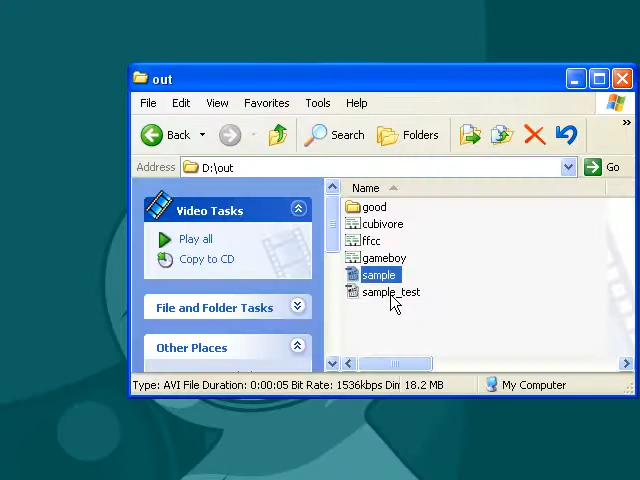 out
File Edit View Favorites Tools Help
Back Search Folders
Address D:\out Go
Video Tasks
Play all
Copy to CD
File and Folder Tasks
Other Places
Name
good
cubivore
ffcc
gameboy
sample
sample_test
Type: AVI File Duration: 0:00:05 Bit Rate: 1536kbps Dim 18.2 MB My Computer